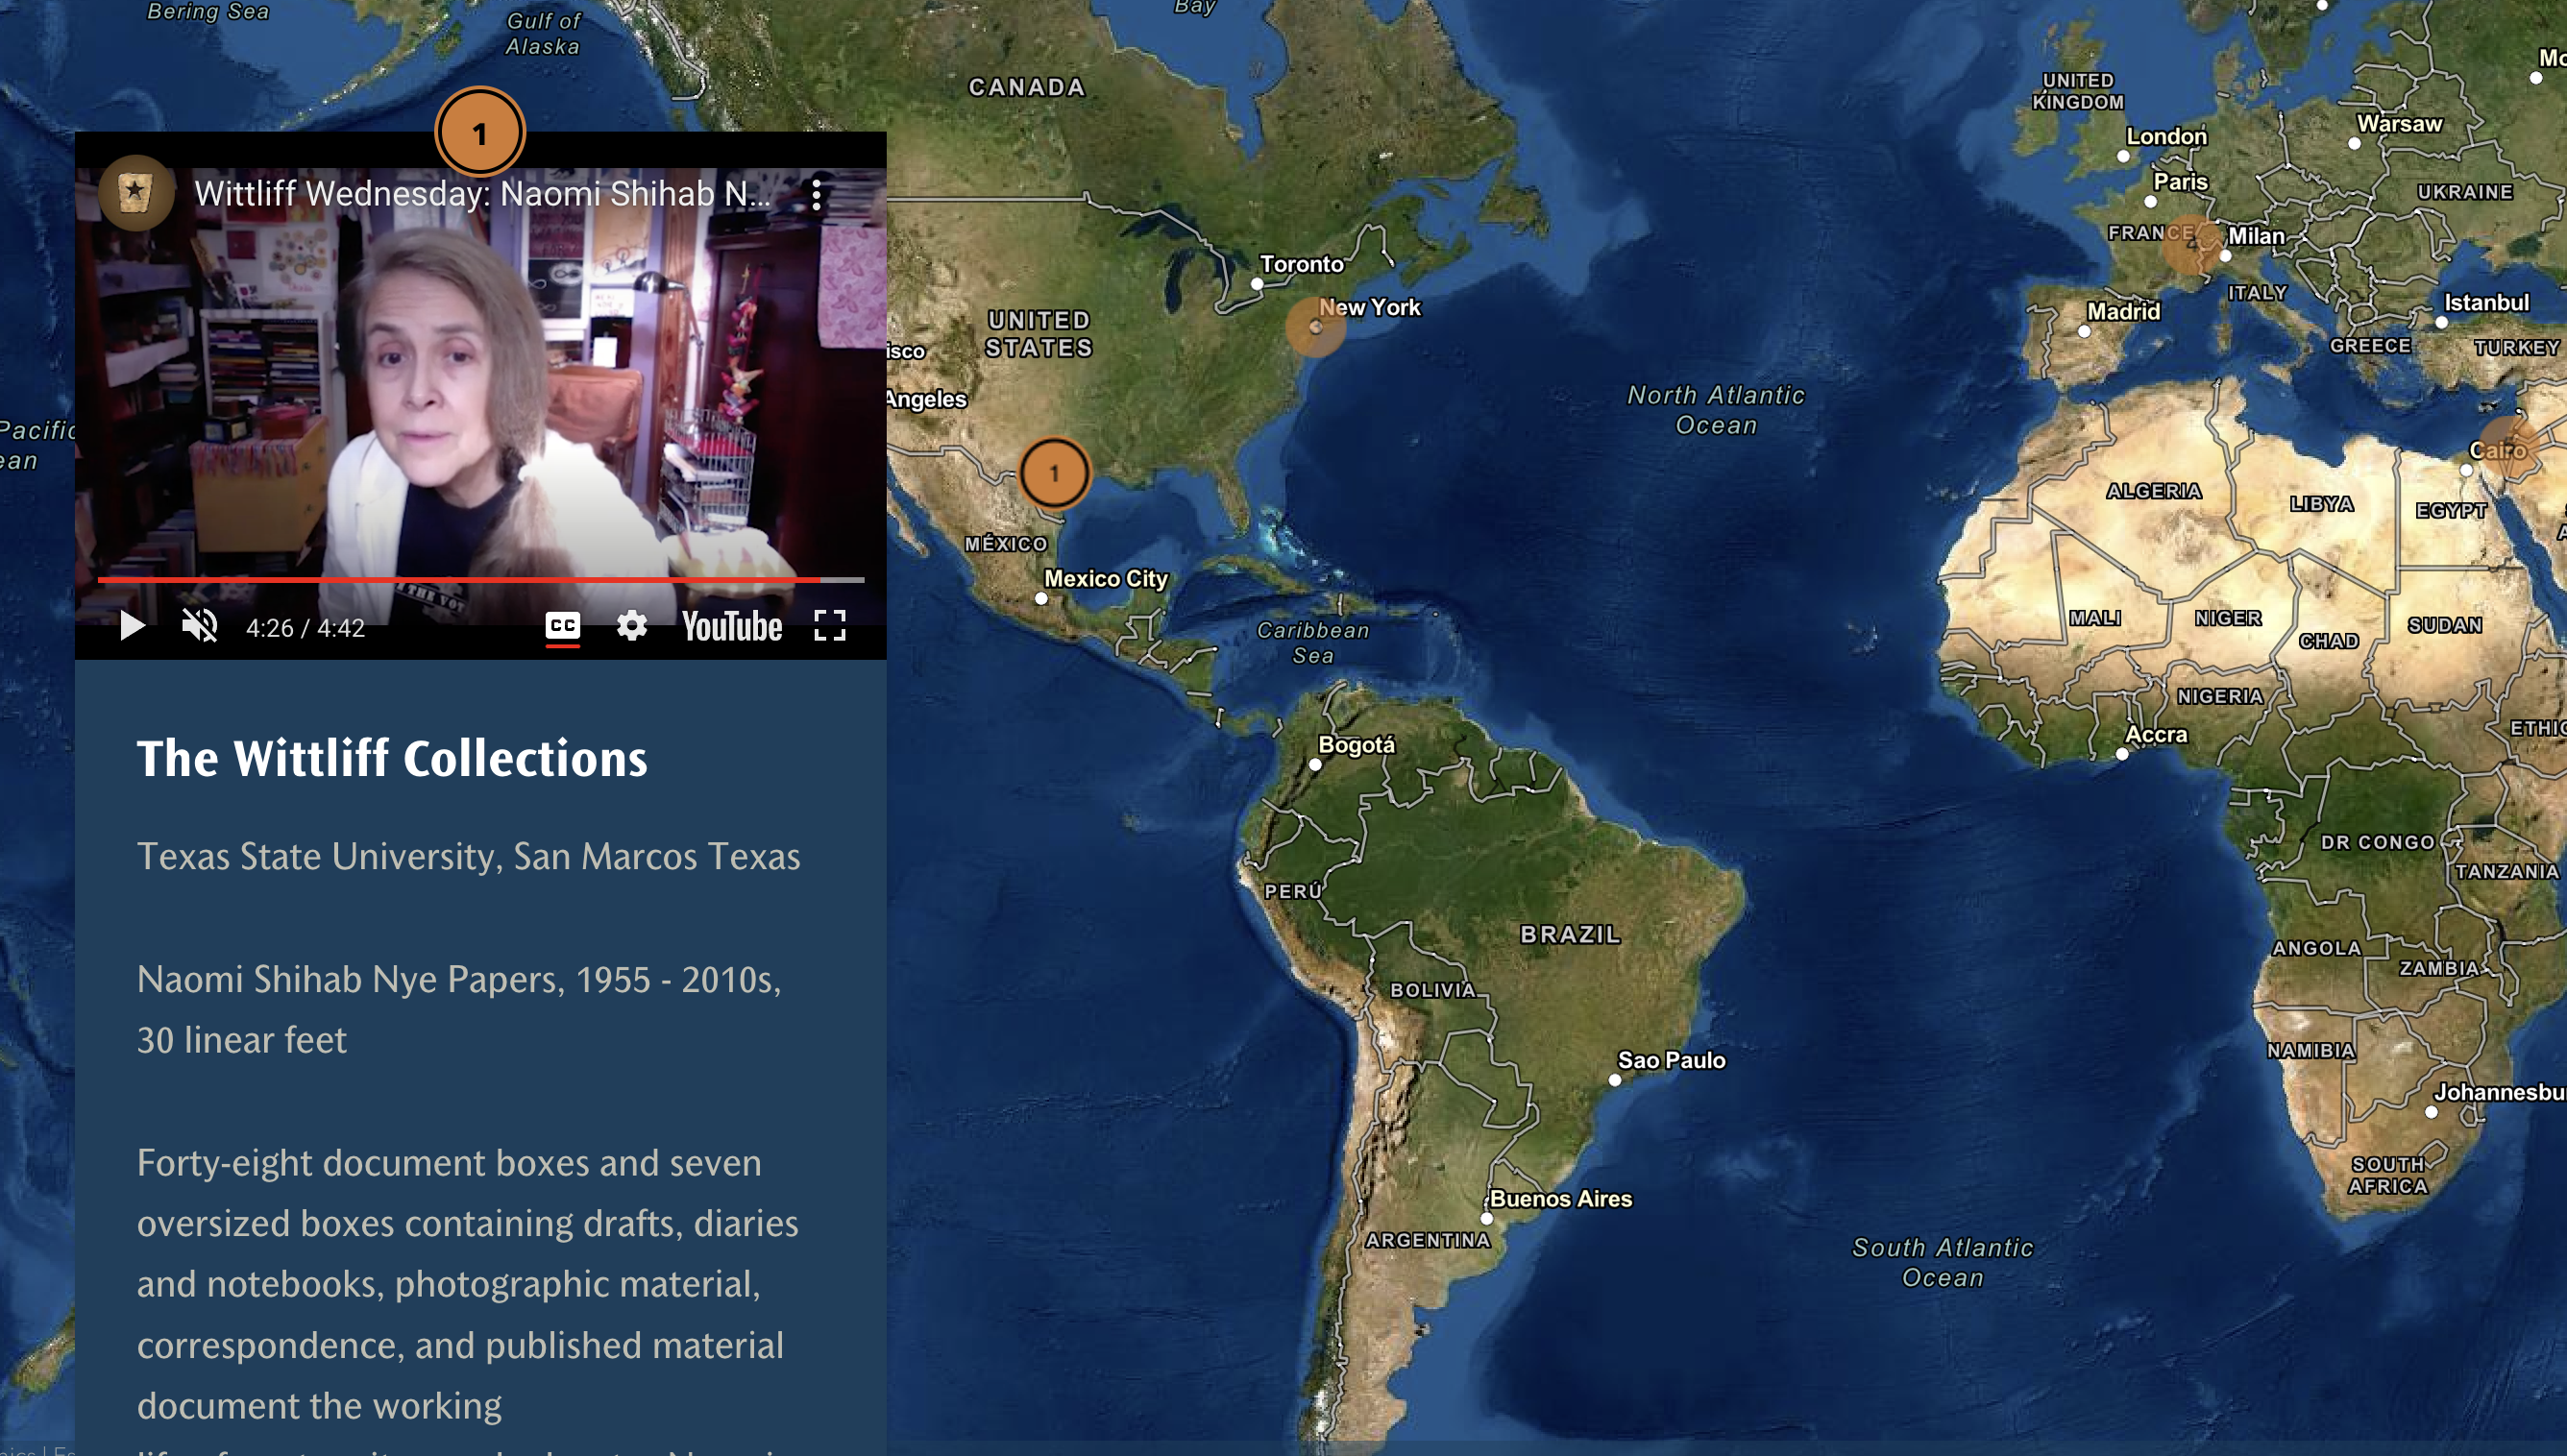 1
Wittliff Wednesday: Naomi Shihab N...
THE VOT
4:26 / 4:42
CC
YouTube
The Wittliff Collections
Texas State University, San Marcos Texas
Naomi Shihab Nye Papers, 1955 - 2010s,
30 linear feet
Forty-eight document boxes and seven
oversized boxes containing drafts, diaries
and notebooks, photographic material,
correspondence, and published material
document the working
Bering Sea
Gulf of
Alaska
Bay
CANADA
Toronto
New York
UNITED
STATES
isco
Angeles
Pacific
ean
1
MÉXICO
Mexico City
Caribbean
Sea
North Atlantic
Ocean
Bogotá
PERÚ
BRAZIL
BOLIVIA
Sao Paulo
Buenos Aires
ARGENTINA
South Atlantic
Ocean
UNITED
KINGDOM
London
Warsaw
Mo
Paris
UKRAINE
FRANCE
4
Milan
ITALY
Madrid
Istanbul
GREECE
TURKEY
Cairo
ALGERIA
LIBYA
EGYPT
MALI
NIGER
CHAD
SUDAN
NIGERIA
ETHIO
Accra
DR CONGO
TANZANIA
ANGOLA
ZAMBIA
NAMIBIA
Johannesbu
SOUTH
AFRICA